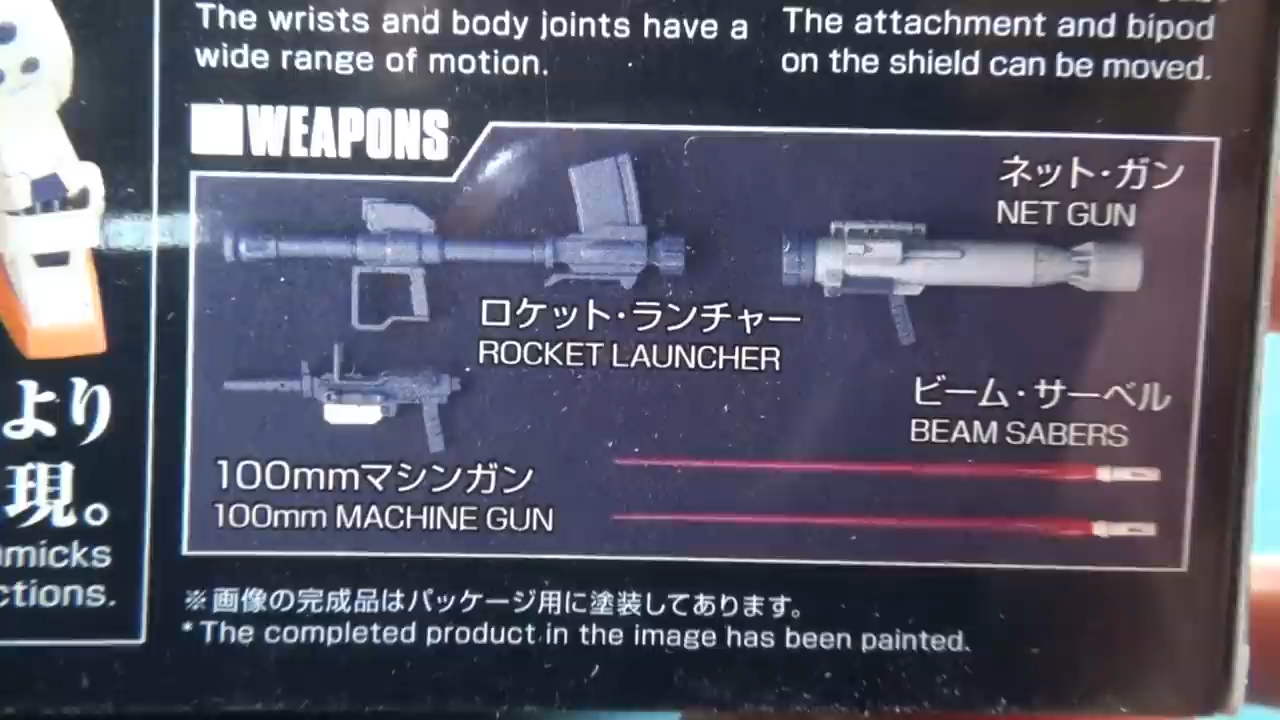 The wrists and body joints have a
wide range of motion.
The attachment and bipod
on the shield can be moved.
WEAPONS
ネット・ガン
NET GUN
ロケット・ランチャー
ROCKET LAUNCHER
ビーム・サーベル
BEAM SABERS
100mmマシンガン
100mm MACHINE GUN
より
現。
※画像の完成品はパッケージ用に塗装してあります。
*The completed product in the image has been painted.